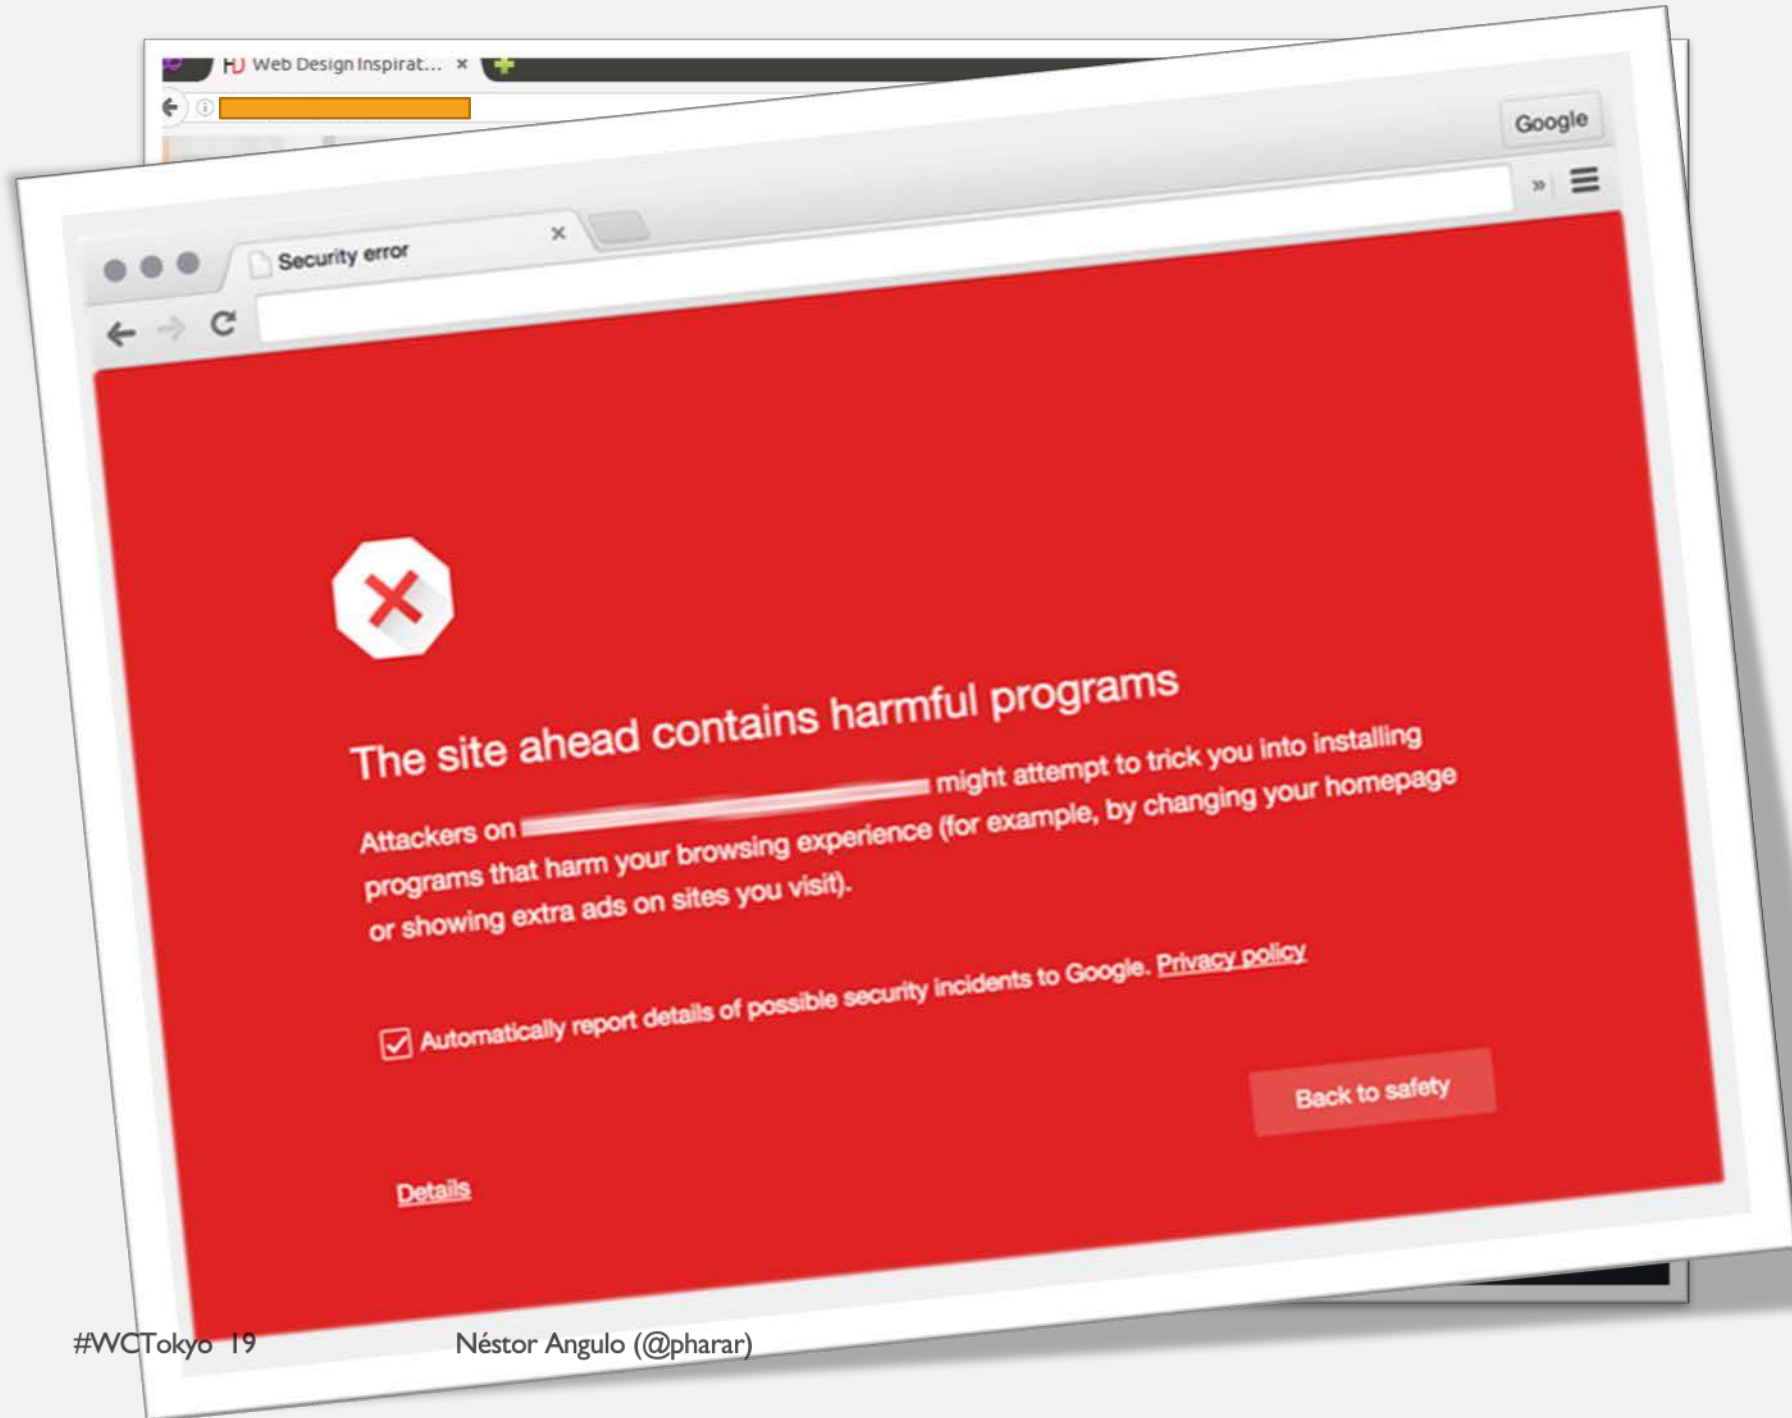 Web Design Inspirat...
Google
Security error
The site ahead contains harmful programs
Attackers on might attempt to trick you into installing
programs that harm your browsing experience (for example, by changing your homepage
or showing extra ads on sites you visit).
Automatically report details of possible security incidents to Google. Privacy policy
Back to safety
Details
#WCTokyo 19 Néstor Angulo (@pharar)